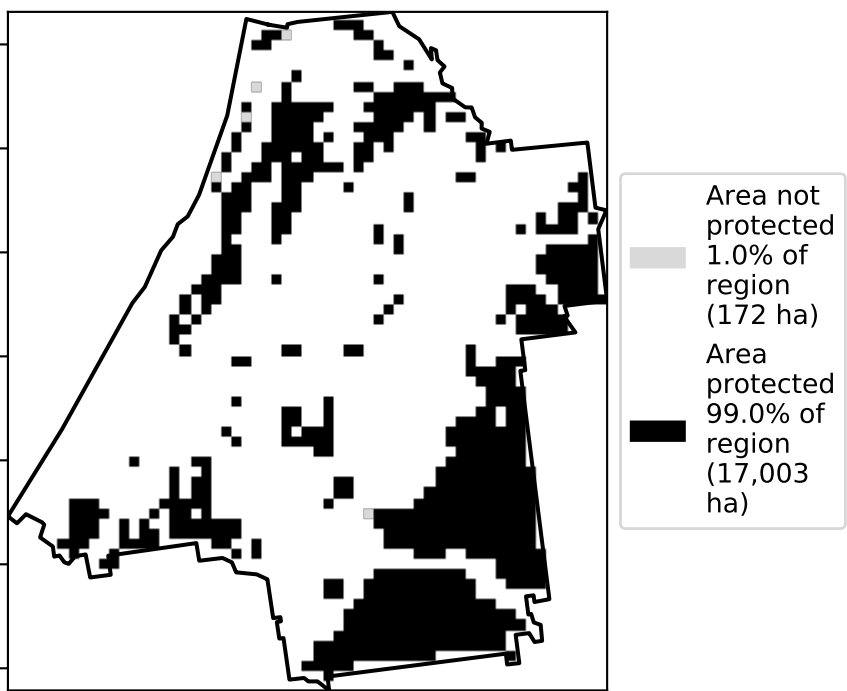 Area not
protected
1.0% of
region
(172 ha)
Area
protected
99.0% of
region
(17,003
ha)